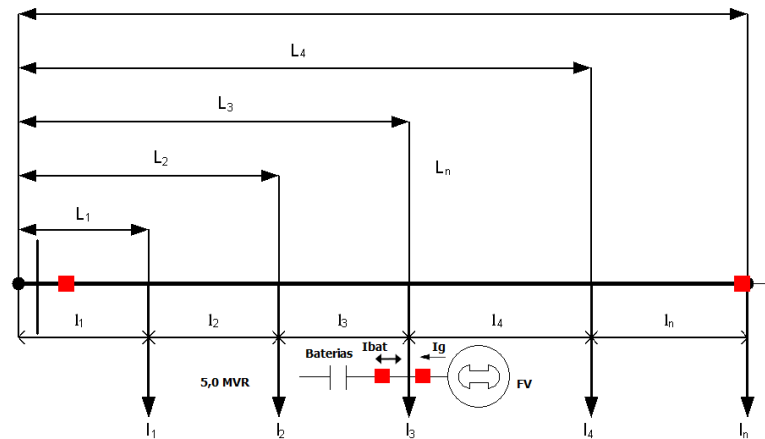 L₄
L₃
Lₙ
L₂
L₁
l₁ l₂ l₃ l₄ lₙ
Baterias Ibat Ig
5,0 MVR FV
I₁ I₂ I₃ I₄ Iₙ